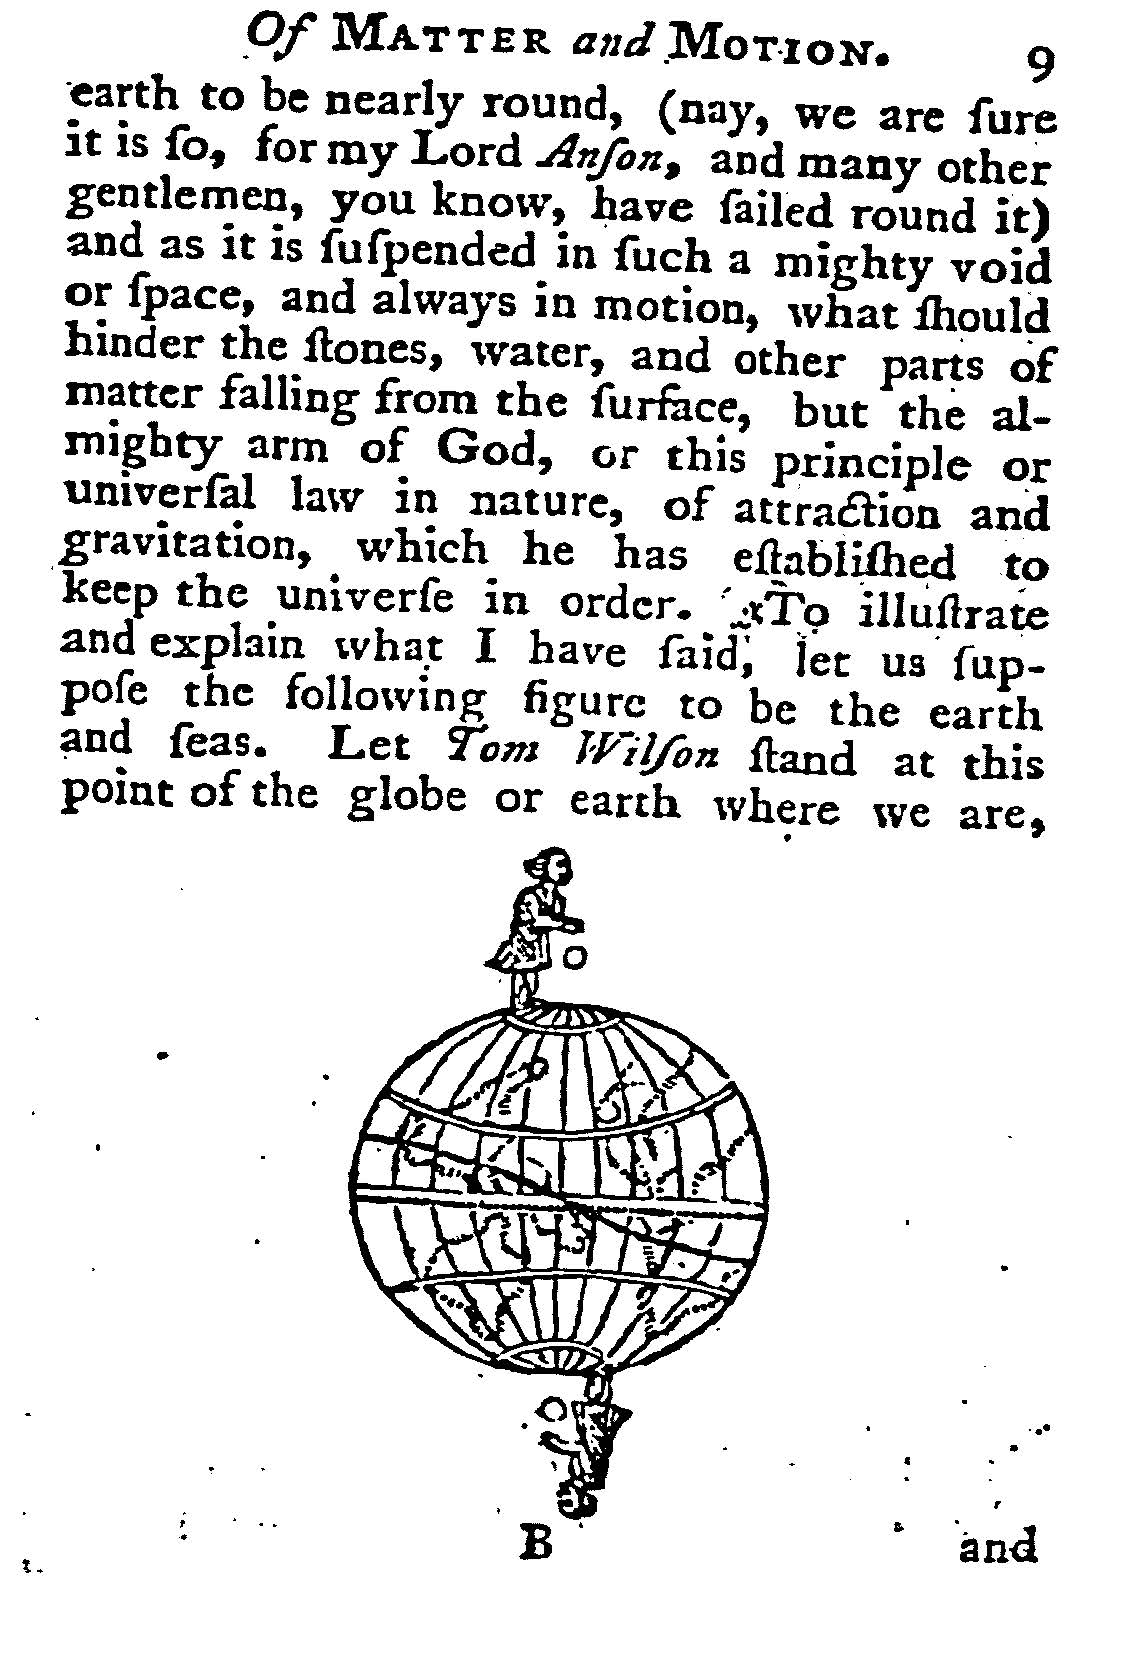 Of MATTER and MOTION. 9
earth to be nearly round, (nay, we are ſure
it is ſo, for my Lord Anſon, and many other
gentlemen, you know, have ſailed round it)
and as it is ſuſpended in ſuch a mighty void
or ſpace, and always in motion, what ſhould
hinder the ſtones, water, and other parts of
matter falling from the ſurface, but the al-
mighty arm of God, or this principle or
univerſal law in nature, of attraction and
gravitation, which he has eſtabliſhed to
keep the univerſe in order. To illuſtrate
and explain what I have ſaid, let us ſup-
poſe the following figure to be the earth
and ſeas. Let Tom Wilſon ſtand at this
point of the globe or earth where we are,
B and